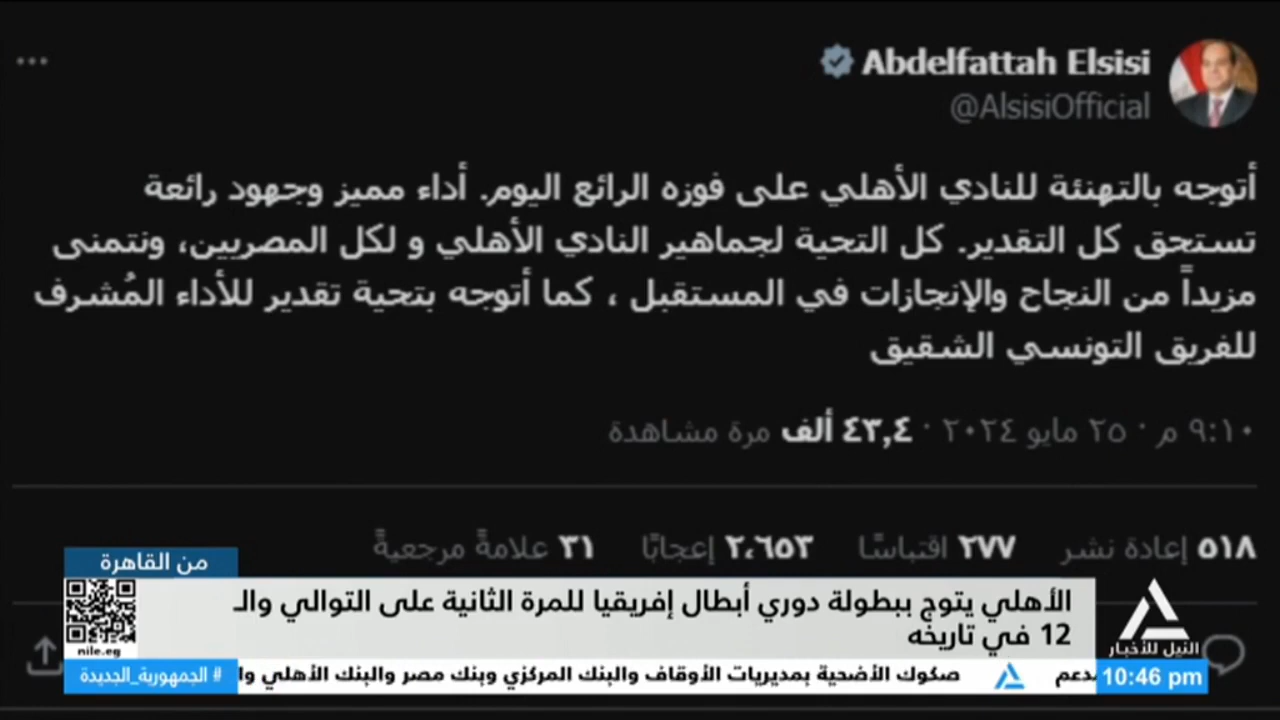 Abdelfattah Elsisi
@AlsisiOfficial
أتوجه بالتهنئة للنادي الأهلي على فوزه الرائع اليوم. أداء مميز وجهود رائعة
تستحق كل التقدير. كل التحية لجماهير النادي الأهلي و لكل المصريين، ونتمنى
مزيداً من النجاح والإنجازات في المستقبل ، كما أتوجه بتحية تقدير للأداء المُشرف
للفريق التونسي الشقيق
٩:١٠ م · ٢٥ مايو ٢٠٢٤ · ٤٣,٤ ألف مرة مشاهدة
٥١٨ إعادة نشر ٢٧٧ اقتباسًا ٢،٦٥٣ إعجابًا ٣١ علامةً مرجعيةً
من القاهرة
الأهلي يتوج ببطولة دوري أبطال إفريقيا للمرة الثانية على التوالي والـ
12 في تاريخه
nile.eg
النيل للأخبار
10:46 pm
صكوك الأضحية بمديريات الأوقاف والبنك المركزي وبنك مصر والبنك الأهلي
# الجمهورية_الجديدة